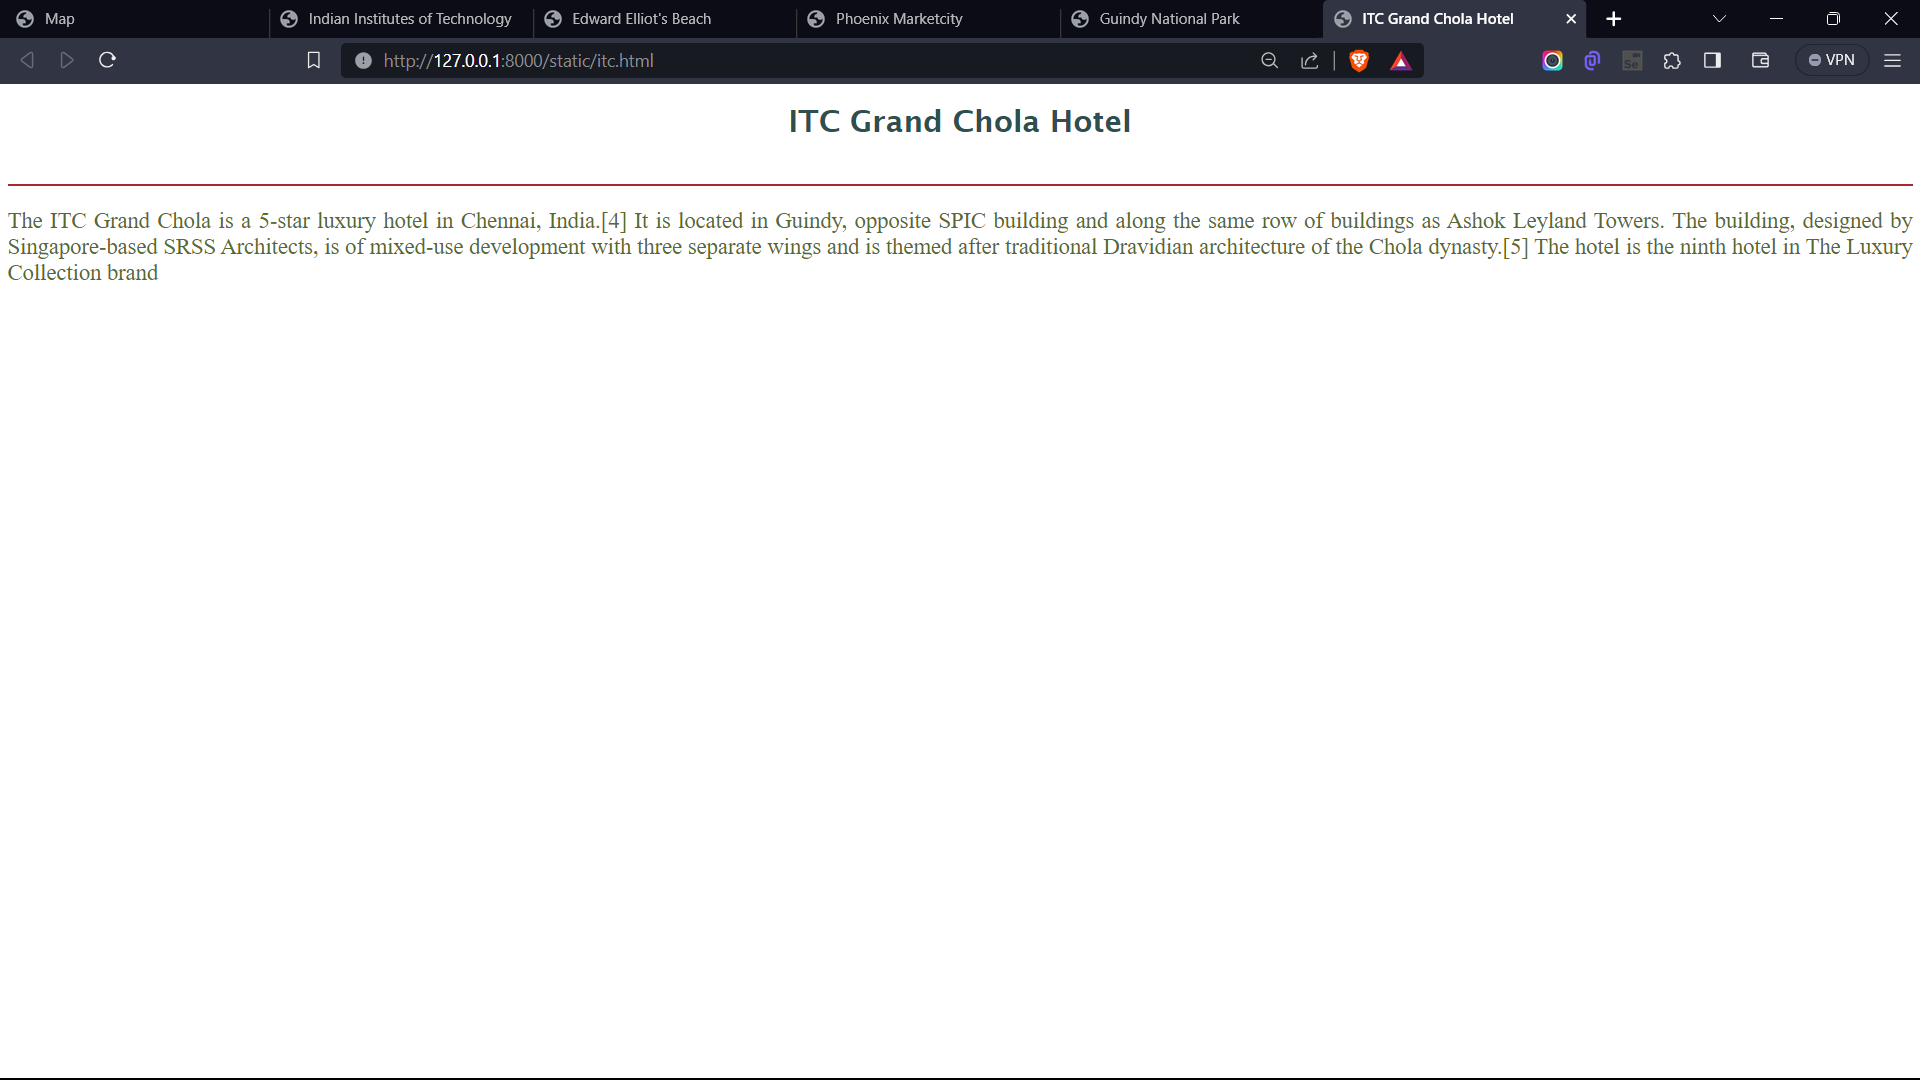 Map
Indian Institutes of Technology
Edward Elliot's Beach
Phoenix Marketcity
Guindy National Park
ITC Grand Chola Hotel
http://127.0.0.1:8000/static/itc.html
Se
VPN
ITC Grand Chola Hotel
The ITC Grand Chola is a 5-star luxury hotel in Chennai, India.[4] It is located in Guindy, opposite SPIC building and along the same row of buildings as Ashok Leyland Towers. The building, designed by
Singapore-based SRSS Architects, is of mixed-use development with three separate wings and is themed after traditional Dravidian architecture of the Chola dynasty.[5] The hotel is the ninth hotel in The Luxury
Collection brand